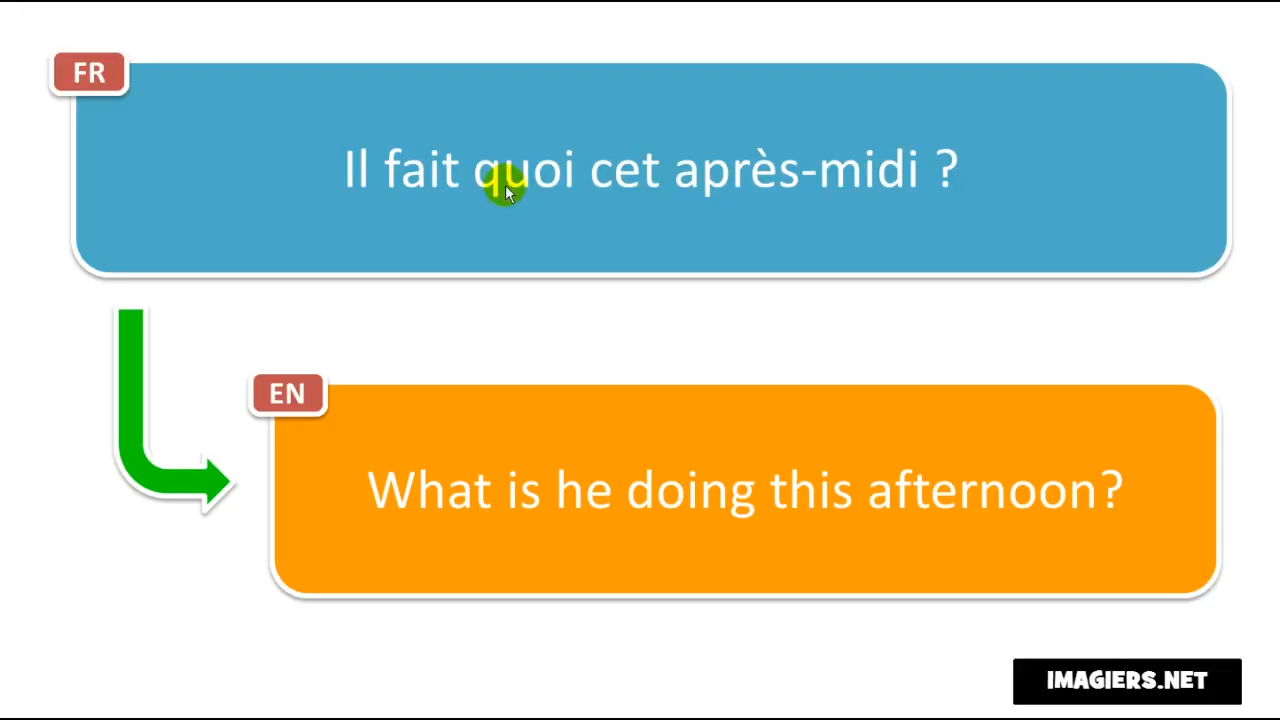 FR
Il fait quoi cet après-midi ?
EN
What is he doing this afternoon?
IMAGIERS.NET